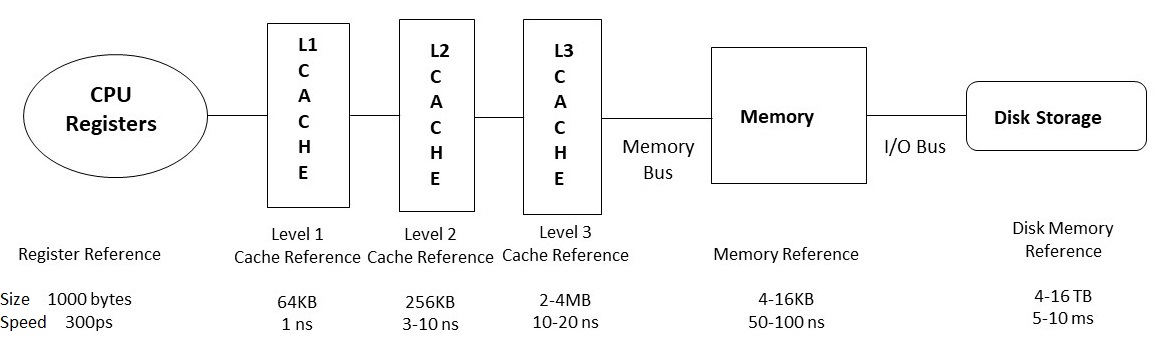 CPU
Registers
L1
C
A
C
H
E
L2
C
A
C
H
E
L3
C
A
C
H
E
Memory
Bus
Memory
I/O Bus
Disk Storage
Register Reference
Level 1
Cache Reference
Level 2
Cache Reference
Level 3
Cache Reference
Memory Reference
Disk Memory
Reference
Size 1000 bytes
64KB
256KB
2-4MB
4-16KB
4-16 TB
Speed 300ps
1 ns
3-10 ns
10-20 ns
50-100 ns
5-10 ms